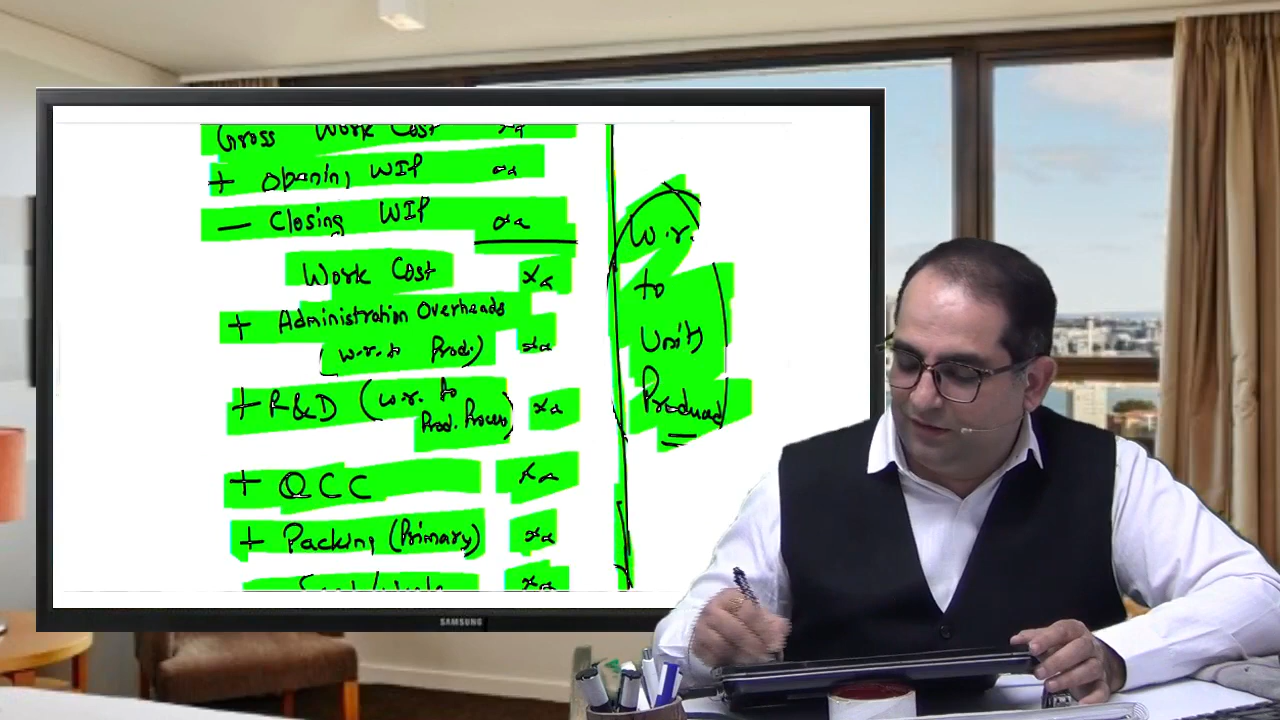 Gross Work Cost xx
+ Opening WIP xx
— Closing WIP xx
Work Cost xx
+ Administration Overheads
(w.r.to Prod.) xx
+ R&D (w.r. to
Prod. Process) xx
+ QCC xx
+ Packing (Primary) xx
xx
W.r.
to
Units
Produced
SAMSUNG